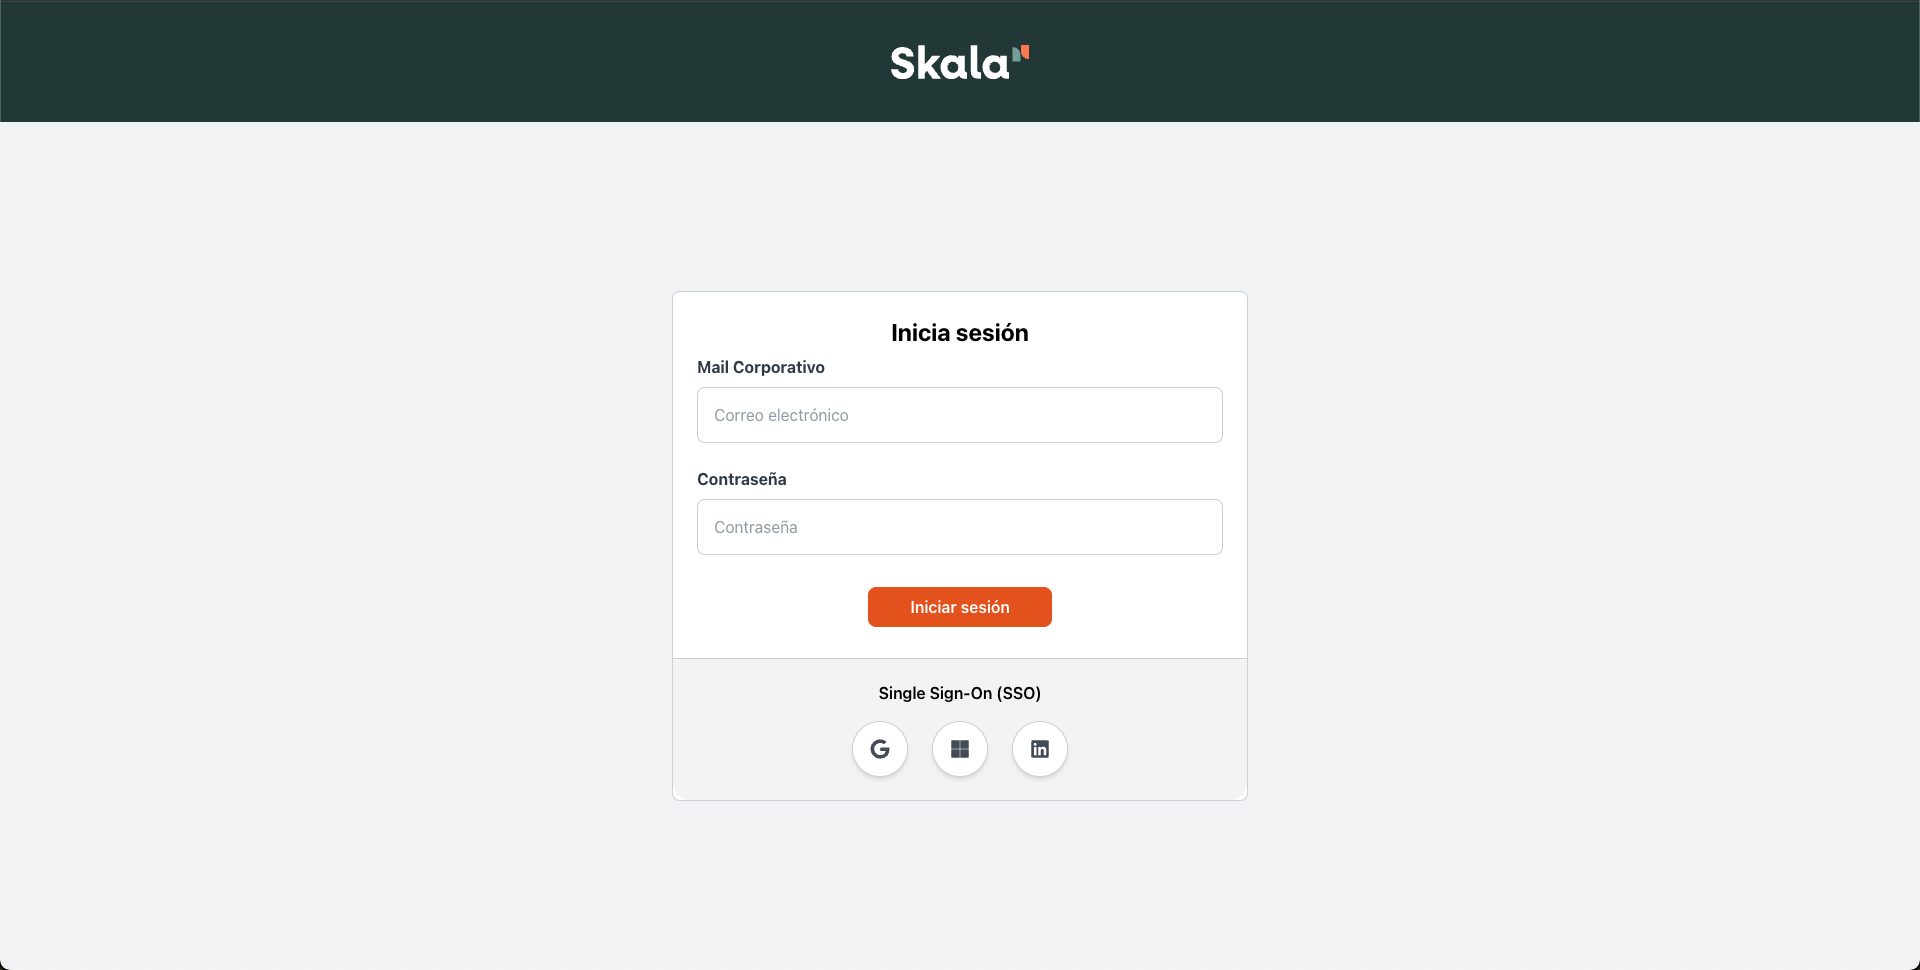 Skala
Inicia sesión
Mail Corporativo
Correo electrónico
Contraseña
Contraseña
Iniciar sesión
Single Sign-On (SSO)
G
in